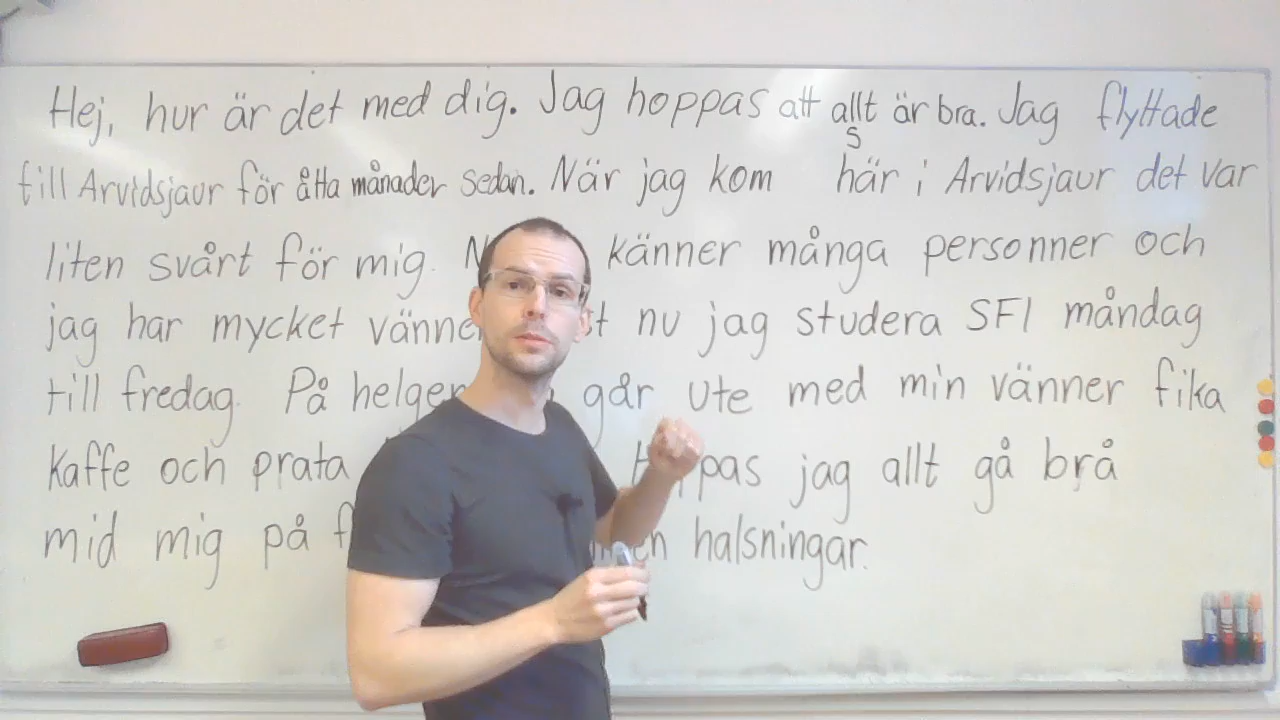 Hej, hur är det med dig. Jag hoppas att allt är bra. Jag flyttade
S
till Arvidsjaur för åtta månader sedan. När jag kom här i Arvidsjaur det var
liten svårt för mig. känner många personner och
jag har mycket nu jag studera SFI måndag
till fredag. På går ute med min vänner fika
kaffe och prata jag allt gå brå
mid mig på halsningar.